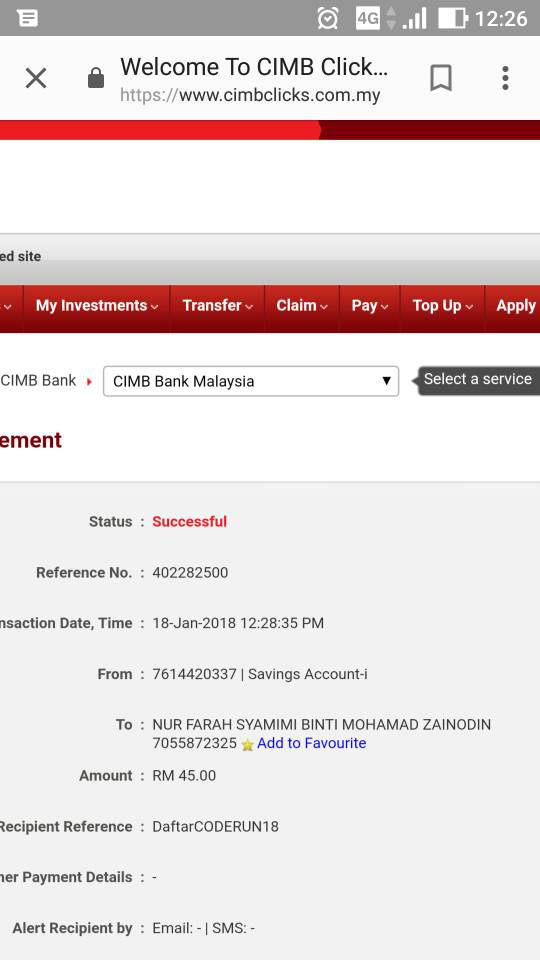 4G 12:26
Welcome To CIMB Click...
https://www.cimbclicks.com.my
ed site
My Investments Transfer Claim Pay Top Up Apply
CIMB Bank CIMB Bank Malaysia Select a service
ement
Status : Successful
Reference No. : 402282500
nsaction Date, Time : 18-Jan-2018 12:28:35 PM
From : 7614420337 | Savings Account-i
To : NUR FARAH SYAMIMI BINTI MOHAMAD ZAINODIN
7055872325 Add to Favourite
Amount : RM 45.00
Recipient Reference : DaftarCODERUN18
her Payment Details : -
Alert Recipient by : Email: - | SMS: -